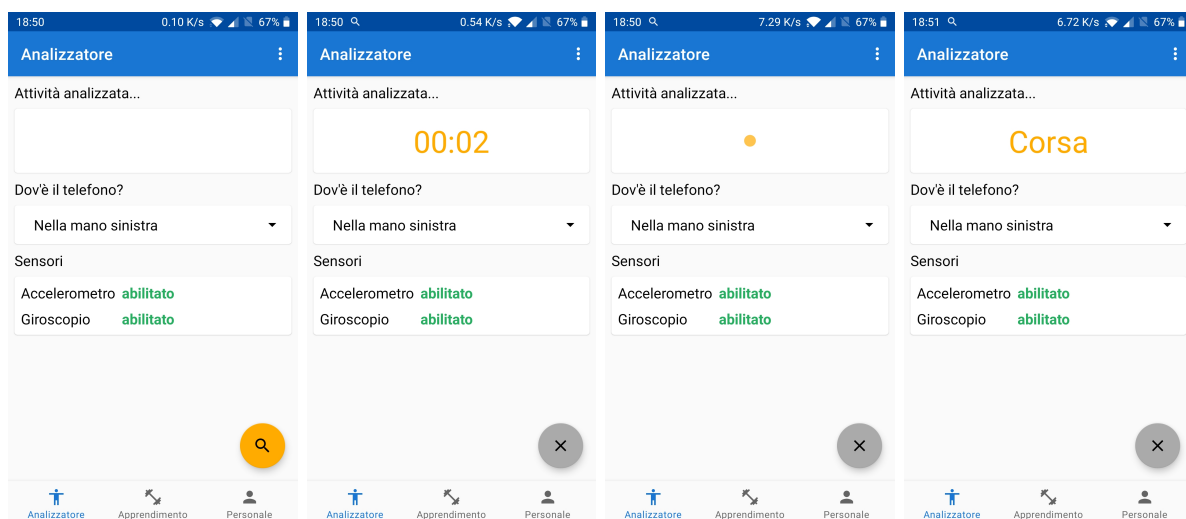 18:50 0.10 K/s 67%
Analizzatore
Attività analizzata...
Dov'è il telefono?
Nella mano sinistra
Sensori
Accelerometro abilitato
Giroscopio abilitato
Analizzatore Apprendimento Personale
18:50 0.54 K/s 67%
Analizzatore
Attività analizzata...
00:02
Dov'è il telefono?
Nella mano sinistra
Sensori
Accelerometro abilitato
Giroscopio abilitato
Analizzatore Apprendimento Personale
18:50 7.29 K/s 67%
Analizzatore
Attività analizzata...
Dov'è il telefono?
Nella mano sinistra
Sensori
Accelerometro abilitato
Giroscopio abilitato
Analizzatore Apprendimento Personale
18:51 6.72 K/s 67%
Analizzatore
Attività analizzata...
Corsa
Dov'è il telefono?
Nella mano sinistra
Sensori
Accelerometro abilitato
Giroscopio abilitato
Analizzatore Apprendimento Personale